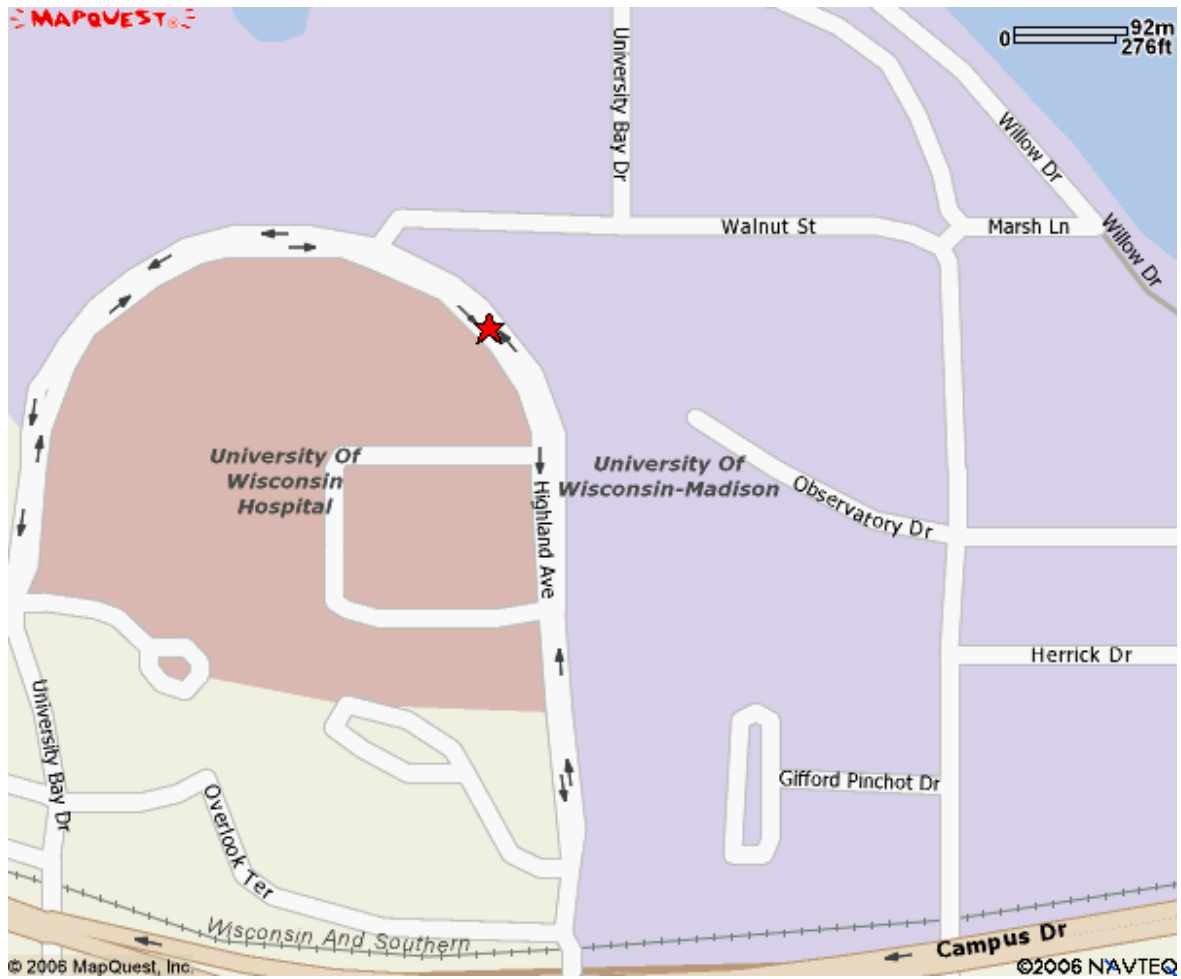 MAPQUEST®
0 92m
276ft
University Bay Dr
Willow Dr
Walnut St
Marsh Ln
Willow Dr
University Of
Wisconsin
Hospital
University Of
Wisconsin-Madison
Highland Ave
Observatory Dr
Herrick Dr
University Bay Dr
Gifford Pinchot Dr
Overlook Ter
Wisconsin And Southern
Campus Dr
© 2006 MapQuest, Inc.
©2006 NAVTEQ